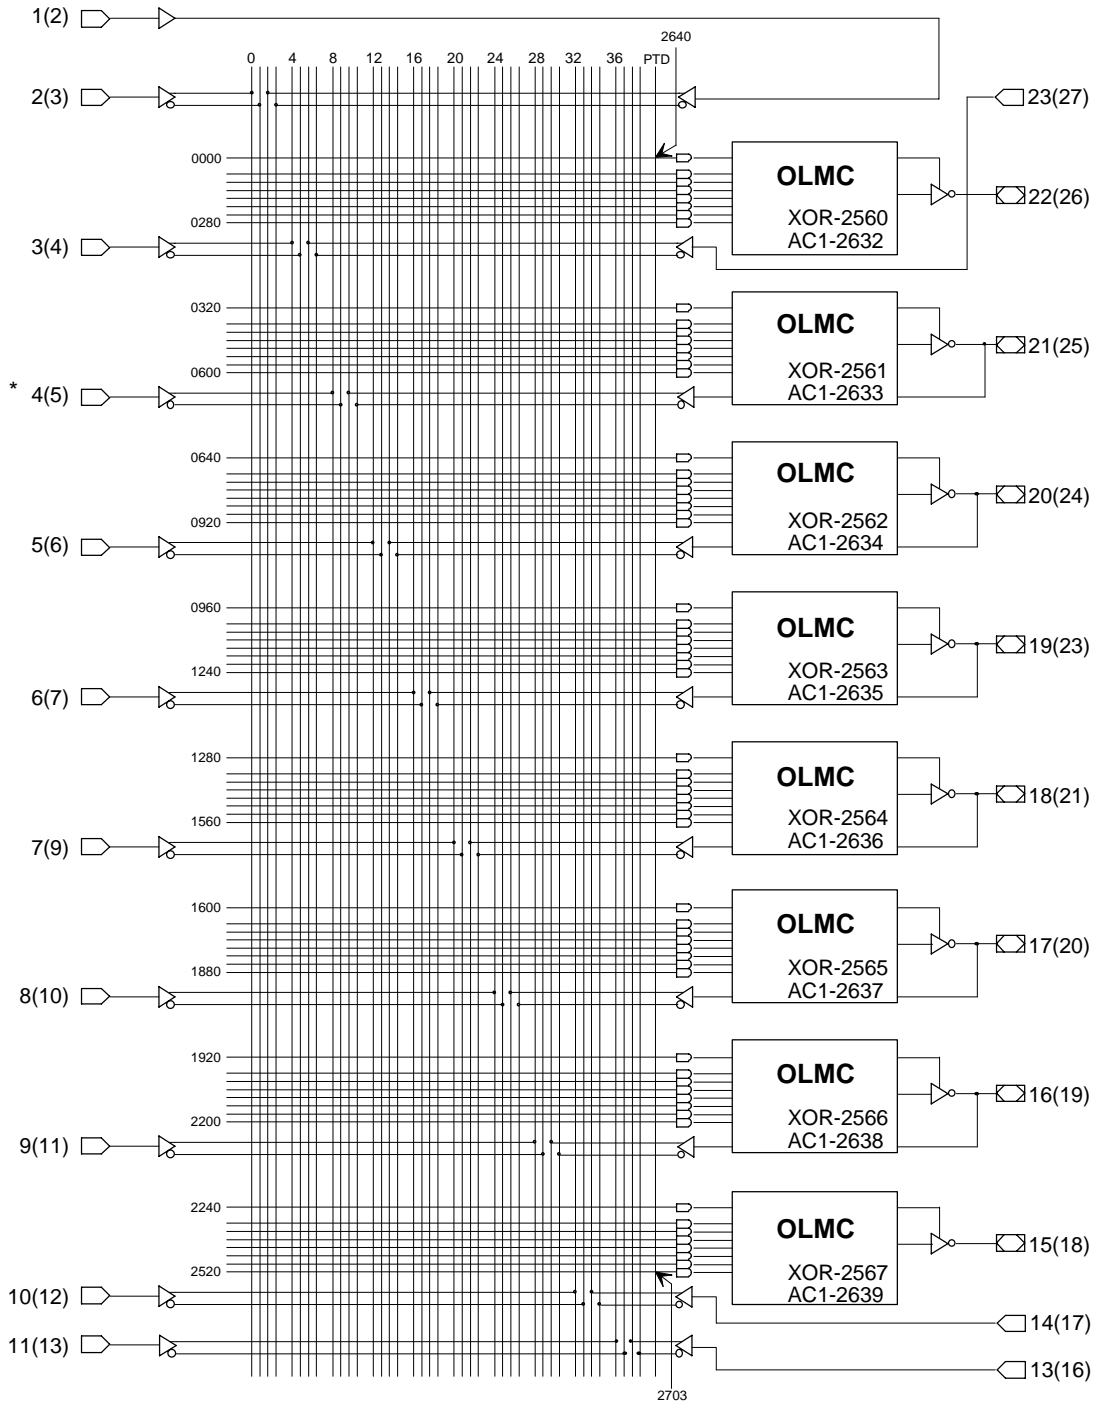 1(2)
2640
0 4 8 12 16 20 24 28 32 36 PTD
2(3)
23(27)
0000
OLMC
22(26)
XOR-2560
0280
AC1-2632
3(4)
0320
OLMC
21(25)
XOR-2561
0600
AC1-2633
* 4(5)
0640
OLMC
20(24)
XOR-2562
0920
AC1-2634
5(6)
0960
OLMC
19(23)
XOR-2563
1240
AC1-2635
6(7)
1280
OLMC
18(21)
XOR-2564
1560
AC1-2636
7(9)
1600
OLMC
17(20)
XOR-2565
1880
AC1-2637
8(10)
1920
OLMC
16(19)
XOR-2566
2200
AC1-2638
9(11)
2240
OLMC
15(18)
XOR-2567
2520
AC1-2639
10(12)
14(17)
11(13)
13(16)
2703